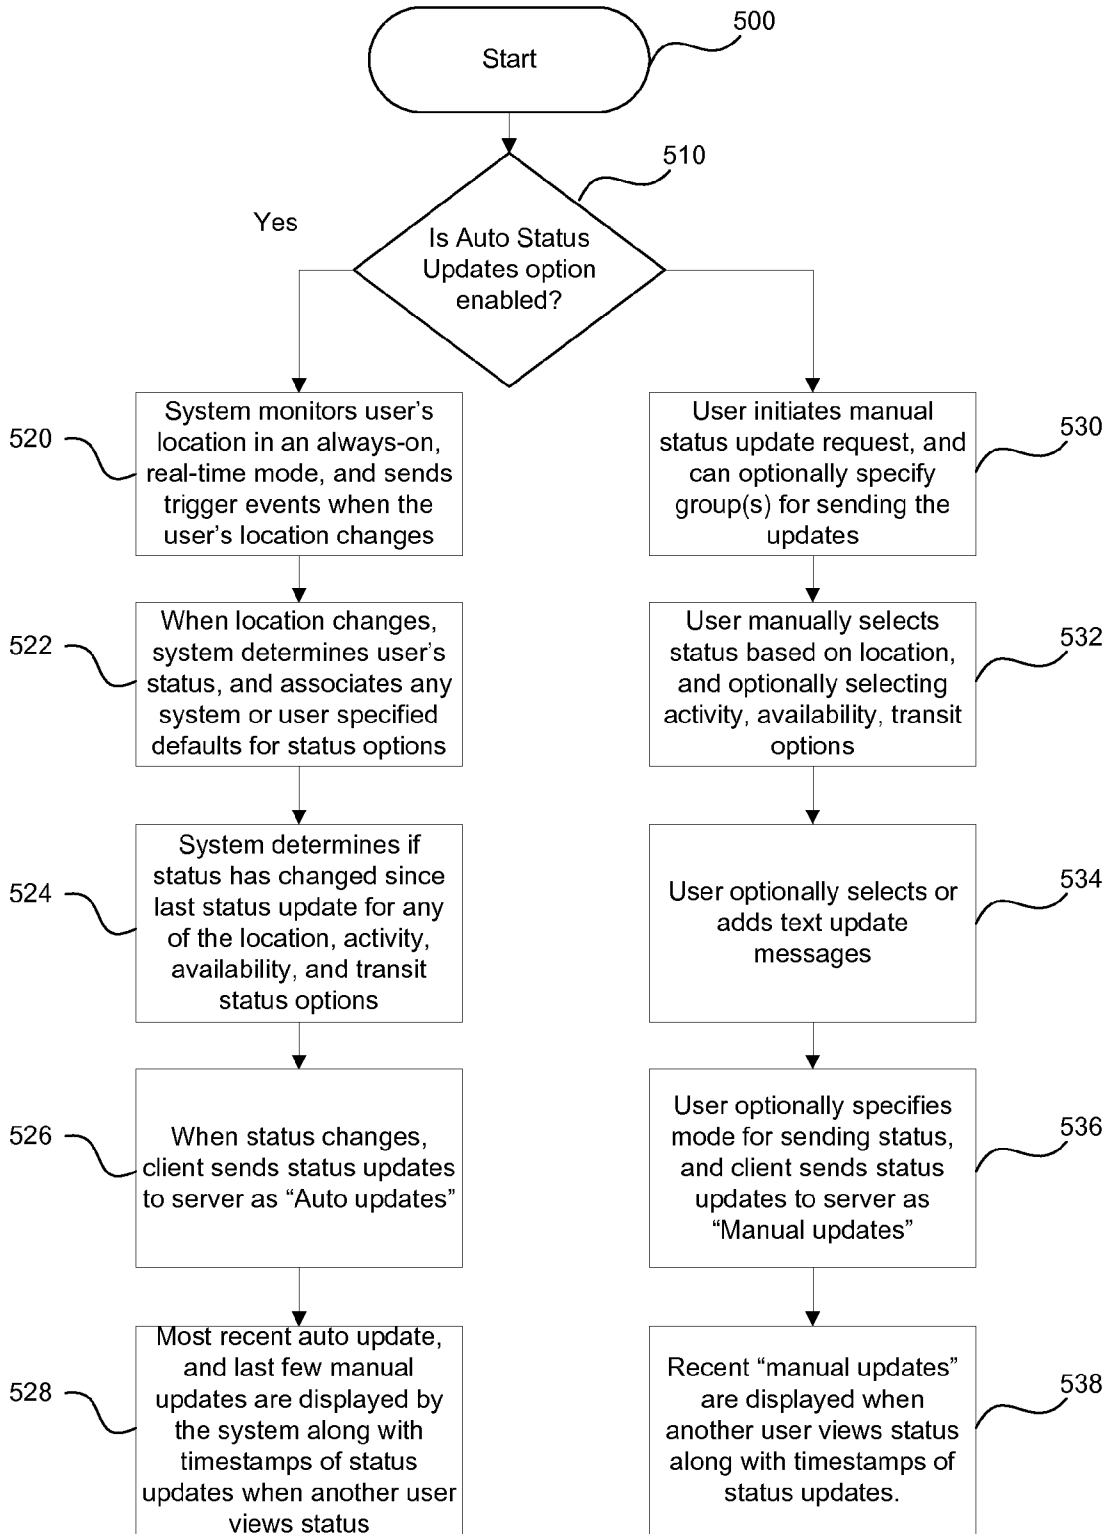 Start
500
510
Yes
Is Auto Status
Updates option
enabled?
520
System monitors user's
location in an always-on,
real-time mode, and sends
trigger events when the
user's location changes
User initiates manual
status update request, and
can optionally specify
group(s) for sending the
updates
530
522
When location changes,
system determines user's
status, and associates any
system or user specified
defaults for status options
User manually selects
status based on location,
and optionally selecting
activity, availability, transit
options
532
524
System determines if
status has changed since
last status update for any
of the location, activity,
availability, and transit
status options
User optionally selects or
adds text update
messages
534
526
When status changes,
client sends status updates
to server as “Auto updates”
User optionally specifies
mode for sending status,
and client sends status
updates to server as
“Manual updates”
536
528
Most recent auto update,
and last few manual
updates are displayed by
the system along with
timestamps of status
updates when another user
views status
Recent “manual updates”
are displayed when
another user views status
along with timestamps of
status updates.
538